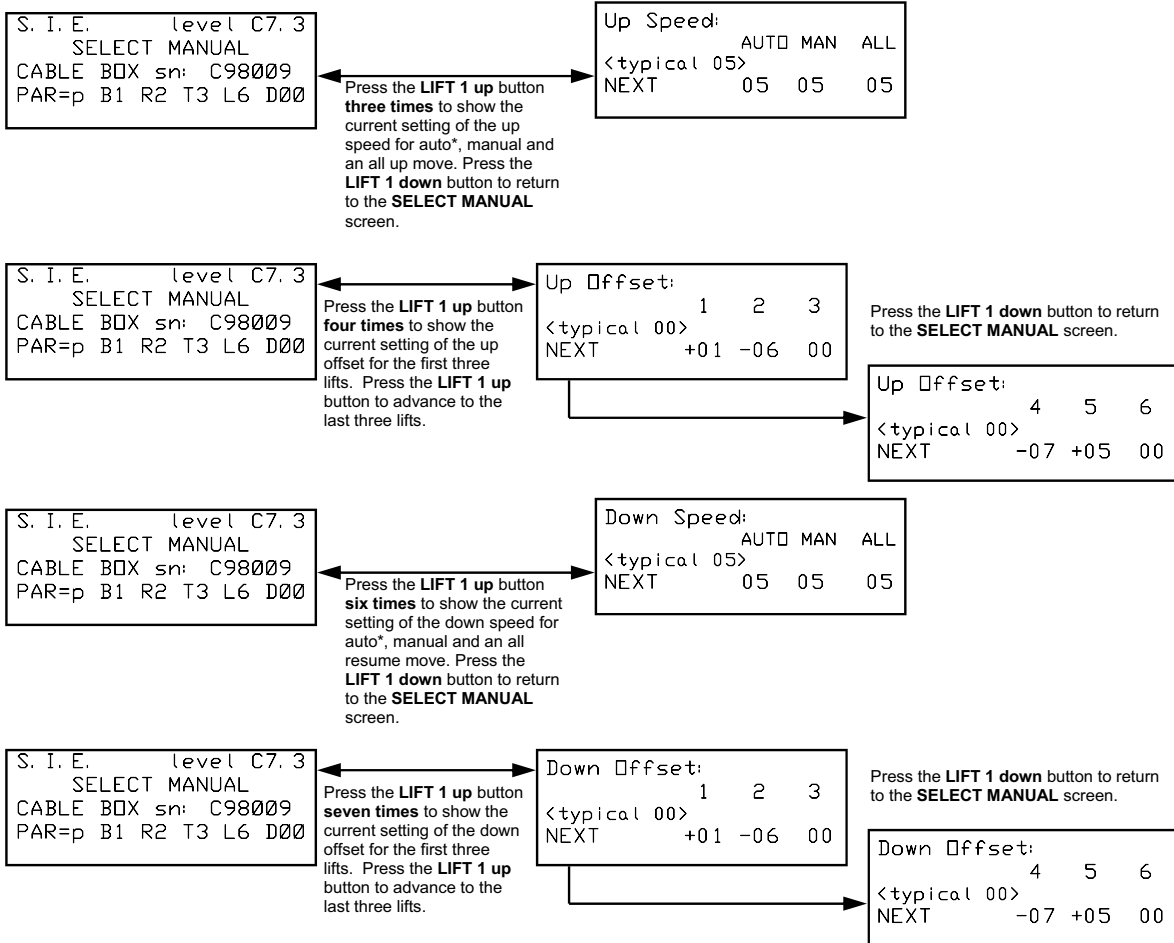 S. I. E. level C7. 3
SELECT MANUAL
CABLE BOX sn: C98009
PAR=p B1 R2 T3 L6 D00
Press the LIFT 1 up button
three times to show the
current setting of the up
speed for auto*, manual and
an all up move. Press the
LIFT 1 down button to return
to the SELECT MANUAL
screen.
Up Speed:
AUTO MAN ALL
<typical 05>
NEXT 05 05 05
S. I. E. level C7. 3
SELECT MANUAL
CABLE BOX sn: C98009
PAR=p B1 R2 T3 L6 D00
Press the LIFT 1 up button
four times to show the
current setting of the up
offset for the first three
lifts. Press the LIFT 1 up
button to advance to the
last three lifts.
Up Offset:
1 2 3
<typical 00>
NEXT +01 -06 00
Press the LIFT 1 down button to return
to the SELECT MANUAL screen.
Up Offset:
4 5 6
<typical 00>
NEXT -07 +05 00
S. I. E. level C7. 3
SELECT MANUAL
CABLE BOX sn: C98009
PAR=p B1 R2 T3 L6 D00
Press the LIFT 1 up button
six times to show the current
setting of the down speed for
auto*, manual and an all
resume move. Press the
LIFT 1 down button to return
to the SELECT MANUAL
screen.
Down Speed:
AUTO MAN ALL
<typical 05>
NEXT 05 05 05
S. I. E. level C7. 3
SELECT MANUAL
CABLE BOX sn: C98009
PAR=p B1 R2 T3 L6 D00
Press the LIFT 1 up button
seven times to show the
current setting of the down
offset for the first three
lifts. Press the LIFT 1 up
button to advance to the
last three lifts.
Down Offset:
1 2 3
<typical 00>
NEXT +01 -06 00
Press the LIFT 1 down button to return
to the SELECT MANUAL screen.
Down Offset:
4 5 6
<typical 00>
NEXT -07 +05 00